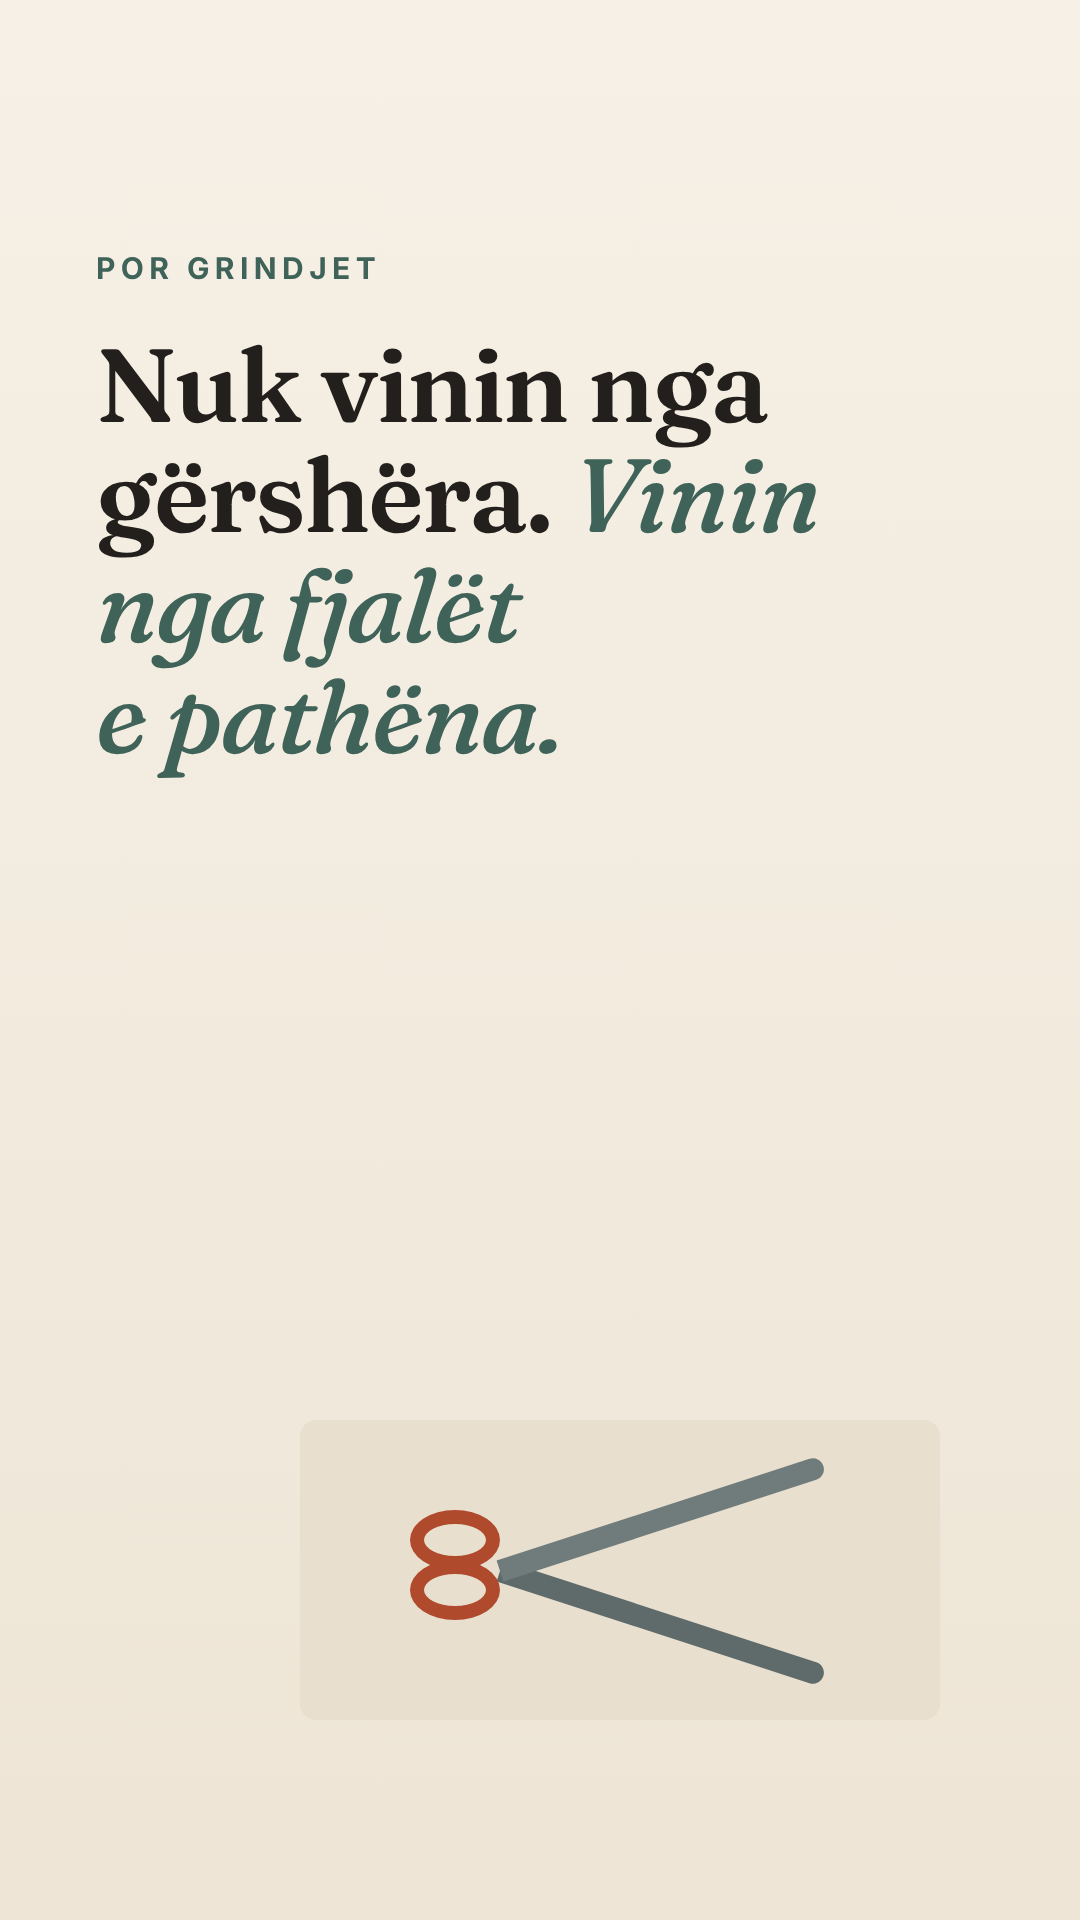 POR GRINDJET
Nuk vinin nga
gërshëra. Vinin
nga fjalët
e pathëna.